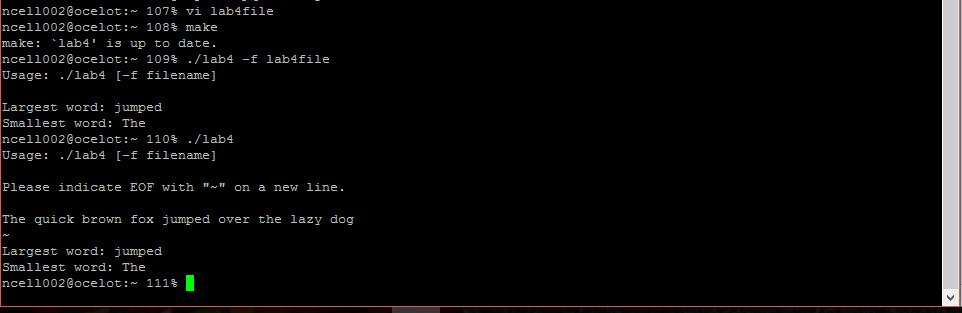 ncell002@ocelot:~ 107% vi lab4file
ncell002@ocelot:~ 108% make
make: `lab4' is up to date.
ncell002@ocelot:~ 109% ./lab4 -f lab4file
Usage: ./lab4 [-f filename]
Largest word: jumped
Smallest word: The
ncell002@ocelot:~ 110% ./lab4
Usage: ./lab4 [-f filename]
Please indicate EOF with "~" on a new line.
The quick brown fox jumped over the lazy dog
~
Largest word: jumped
Smallest word: The
ncell002@ocelot:~ 111%